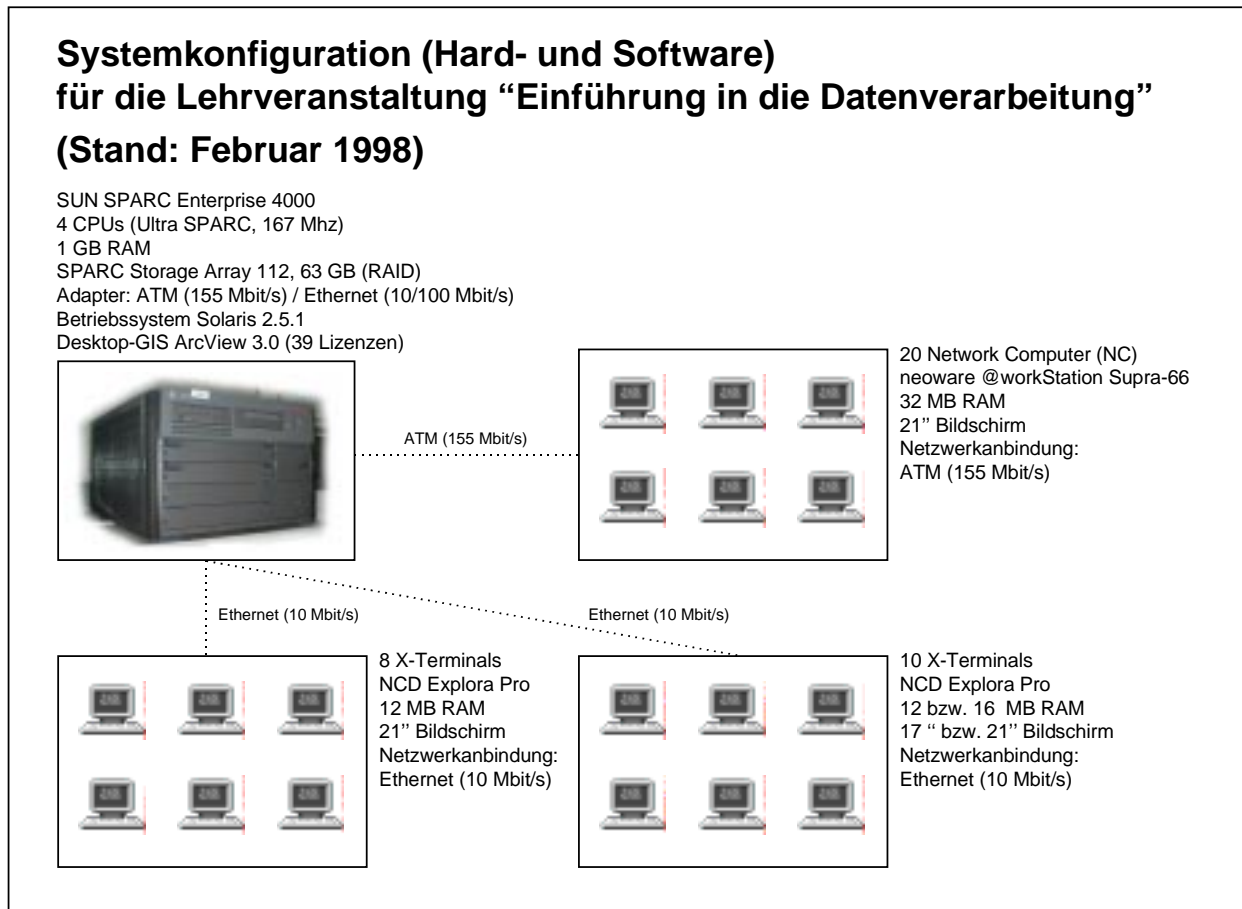 Systemkonfiguration (Hard- und Software)
für die Lehrveranstaltung “Einführung in die Datenverarbeitung”
(Stand: Februar 1998)
SUN SPARC Enterprise 4000
4 CPUs (Ultra SPARC, 167 Mhz)
1 GB RAM
SPARC Storage Array 112, 63 GB (RAID)
Adapter: ATM (155 Mbit/s) / Ethernet (10/100 Mbit/s)
Betriebssystem Solaris 2.5.1
Desktop-GIS ArcView 3.0 (39 Lizenzen)
ATM (155 Mbit/s)
20 Network Computer (NC)
neoware @workStation Supra-66
32 MB RAM
21’’ Bildschirm
Netzwerkanbindung:
ATM (155 Mbit/s)
Ethernet (10 Mbit/s)
Ethernet (10 Mbit/s)
8 X-Terminals
NCD Explora Pro
12 MB RAM
21’’ Bildschirm
Netzwerkanbindung:
Ethernet (10 Mbit/s)
10 X-Terminals
NCD Explora Pro
12 bzw. 16  MB RAM
17 “ bzw. 21’’ Bildschirm
Netzwerkanbindung:
Ethernet (10 Mbit/s)